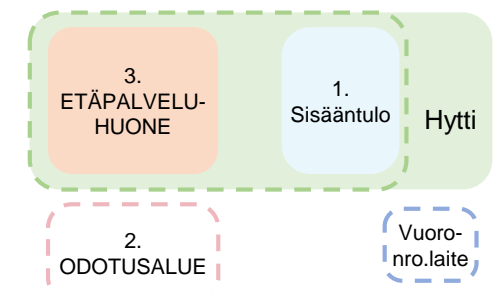 3.
ETÄPALVELU-
HUONE
1.
Sisääntulo
Hytti
2.
ODOTUSALUE
Vuoro-
nro.laite